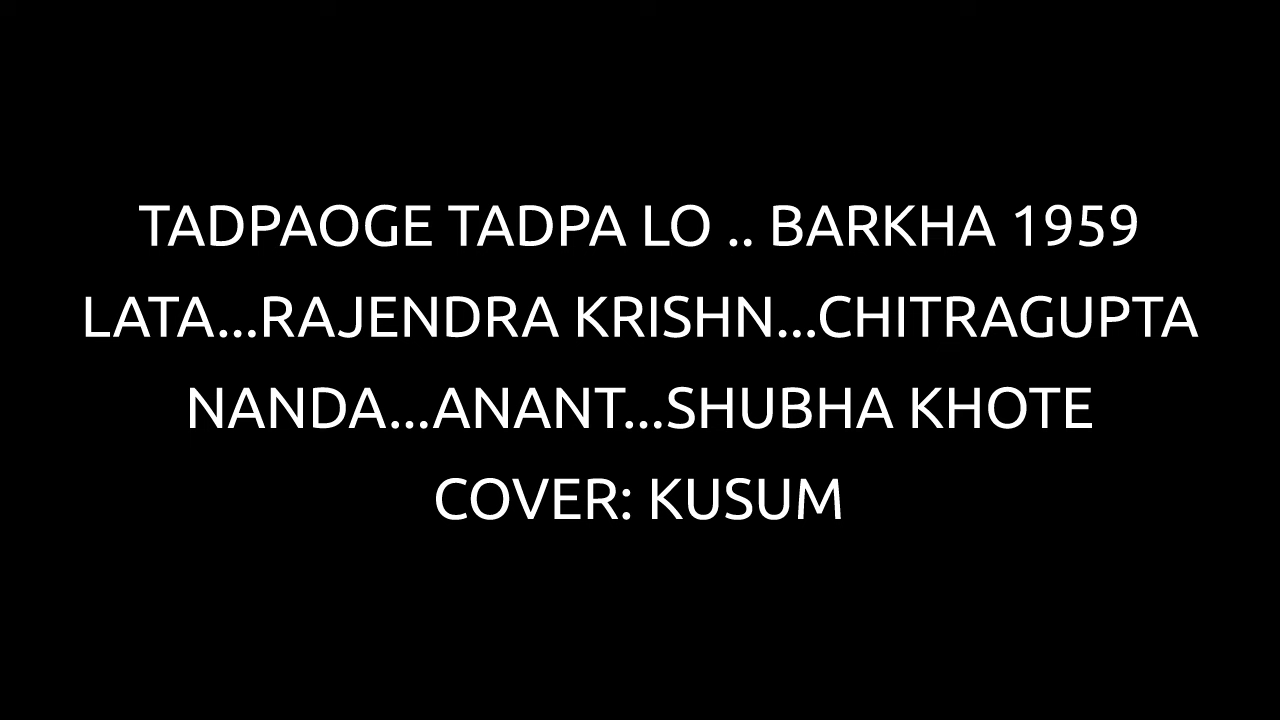 TADPAOGE TADPA LO .. BARKHA 1959
LATA...RAJENDRA KRISHN...CHITRAGUPTA
NANDA...ANANT...SHUBHA KHOTE
COVER: KUSUM